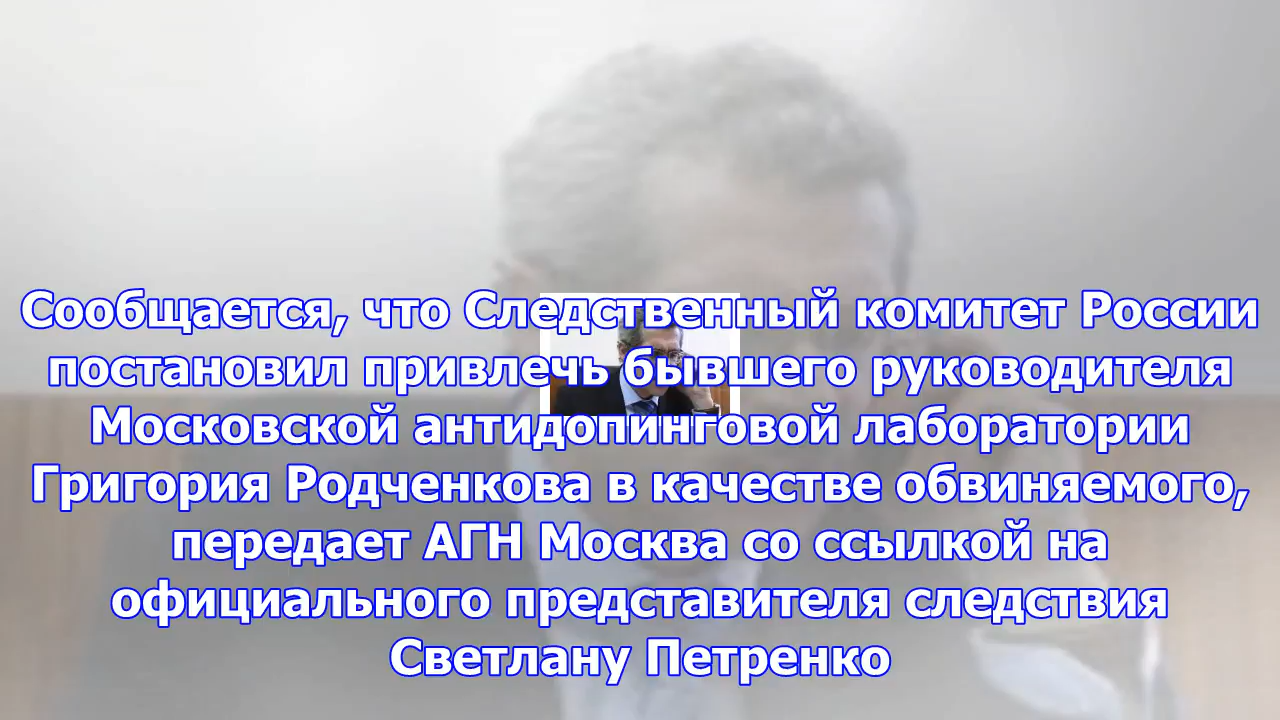 Сообщается, что Следственный комитет России
постановил привлечь бывшего руководителя
Московской антидопинговой лаборатории
Григория Родченкова в качестве обвиняемого,
передает АГН Москва со ссылкой на
официального представителя следствия
Светлану Петренко